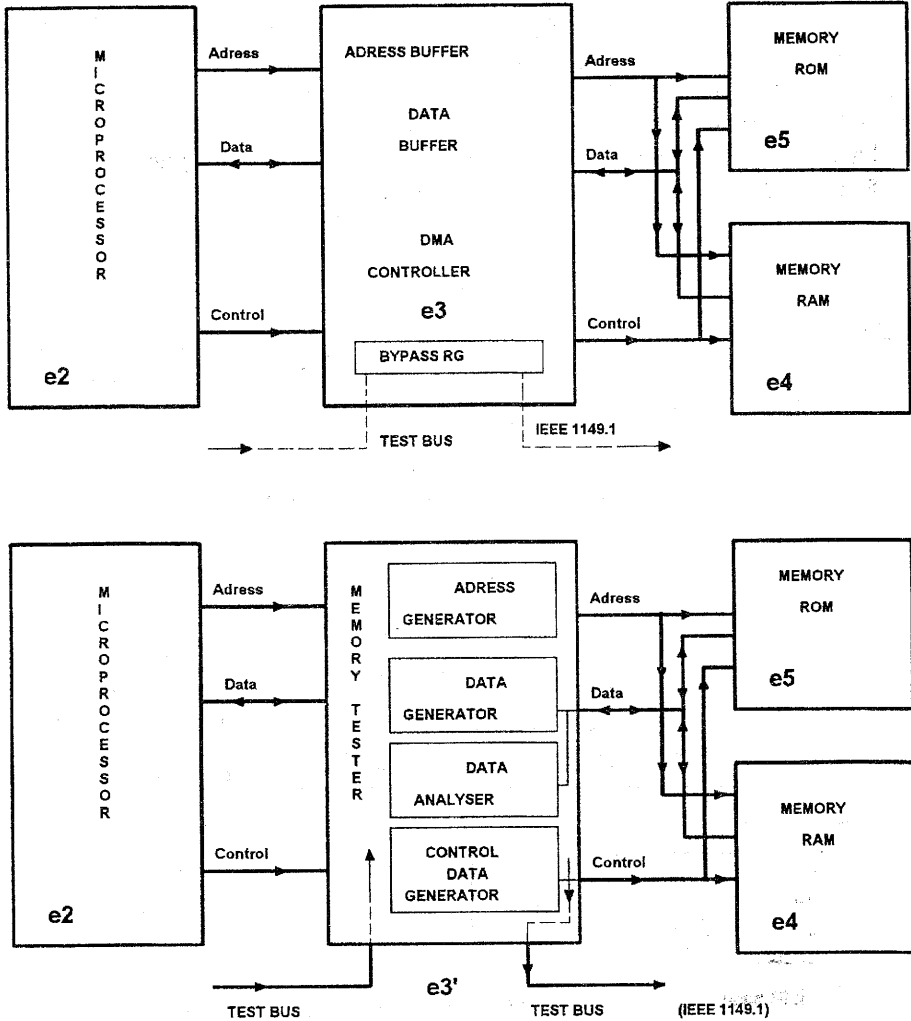 MICROPROCESSOR
e2
Adress
Data
Control
ADRESS BUFFER
DATA
BUFFER
DMA
CONTROLLER
e3
BYPASS RG
Adress
Data
Control
MEMORY
ROM
e5
MEMORY
RAM
e4
TEST BUS
IEEE 1149.1
MICROPROCESSOR
e2
Adress
Data
Control
MEMORY TESTER
ADRESS
GENERATOR
DATA
GENERATOR
DATA
ANALYSER
CONTROL
DATA
GENERATOR
Adress
Data
Control
MEMORY
ROM
e5
MEMORY
RAM
e4
e3'
TEST BUS
TEST BUS
(IEEE 1149.1)